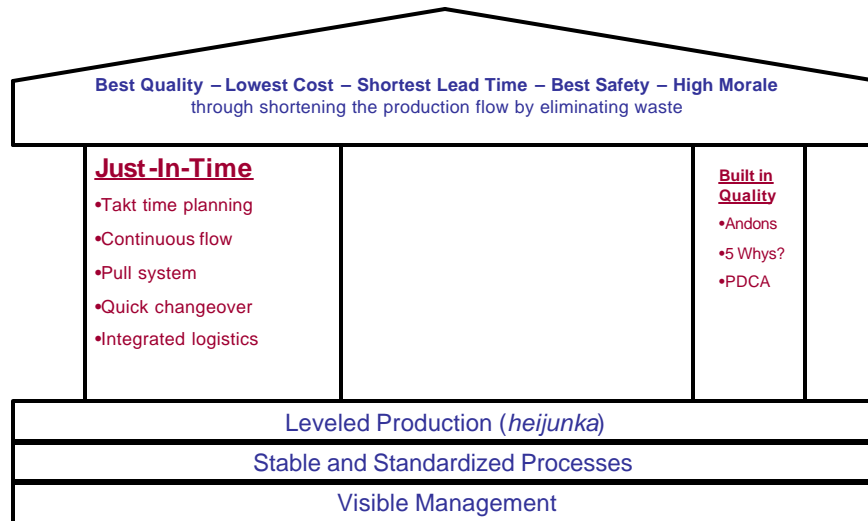 Best Quality – Lowest Cost – Shortest Lead Time – Best Safety – High Morale
through shortening the production flow by eliminating waste
Just-In-Time
•Takt time planning
•Continuous flow
•Pull system
•Quick changeover
•Integrated logistics
Built in
Quality
•Andons
•5 Whys?
•PDCA
Leveled Production (heijunka)
Stable and Standardized Processes
Visible Management